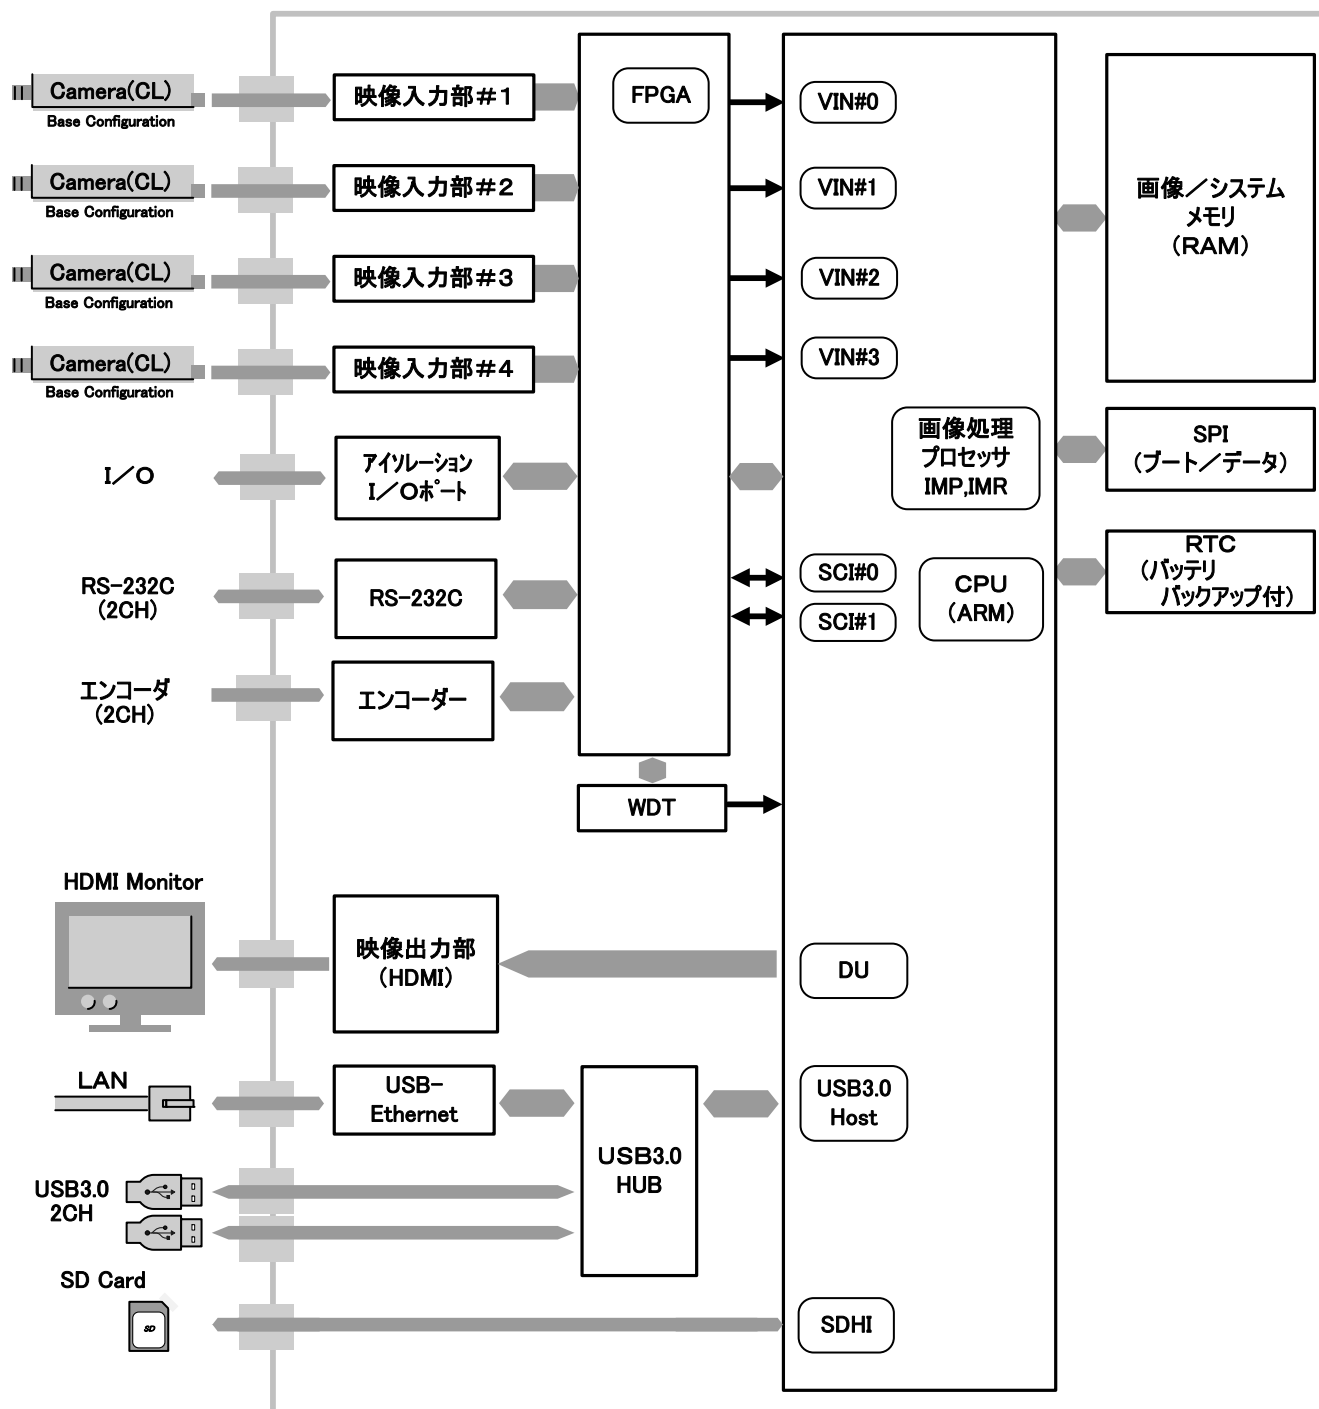 Camera(CL)
Base Configuration
映像入力部＃１
FPGA
VIN#0
Camera(CL)
Base Configuration
映像入力部＃２
VIN#1
画像／システム
メモリ
（RAM）
Camera(CL)
Base Configuration
映像入力部＃３
VIN#2
Camera(CL)
Base Configuration
映像入力部＃４
VIN#3
画像処理
プロセッサ
IMP,IMR
SPI
（ブート／データ）
I／O
アイソレーション
I／Oポート
RTC
（バッテリ
バックアップ付）
RS-232C
(2CH)
RS-232C
SCI#0
SCI#1
CPU
（ARM）
エンコーダ
(2CH)
エンコーダー
WDT
HDMI Monitor
映像出力部
（HDMI）
DU
LAN
USB-
Ethernet
USB3.0
Host
USB3.0
HUB
USB3.0
2CH
SD Card
SD
SDHI